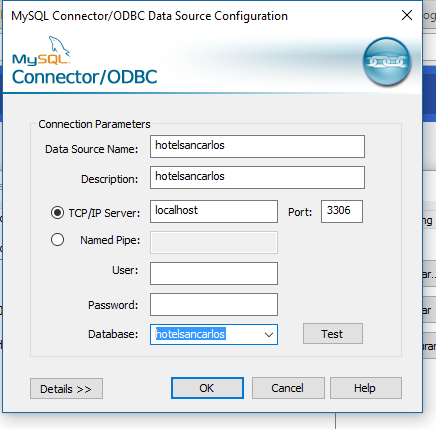 MySQL Connector/ODBC Data Source Configuration
MySQL
Connector/ODBC
Connection Parameters
Data Source Name: hotelsancarlos
Description: hotelsancarlos
TCP/IP Server: localhost Port: 3306
Named Pipe:
User:
Password:
Database: hotelsancarlos Test
Details >> OK Cancel Help